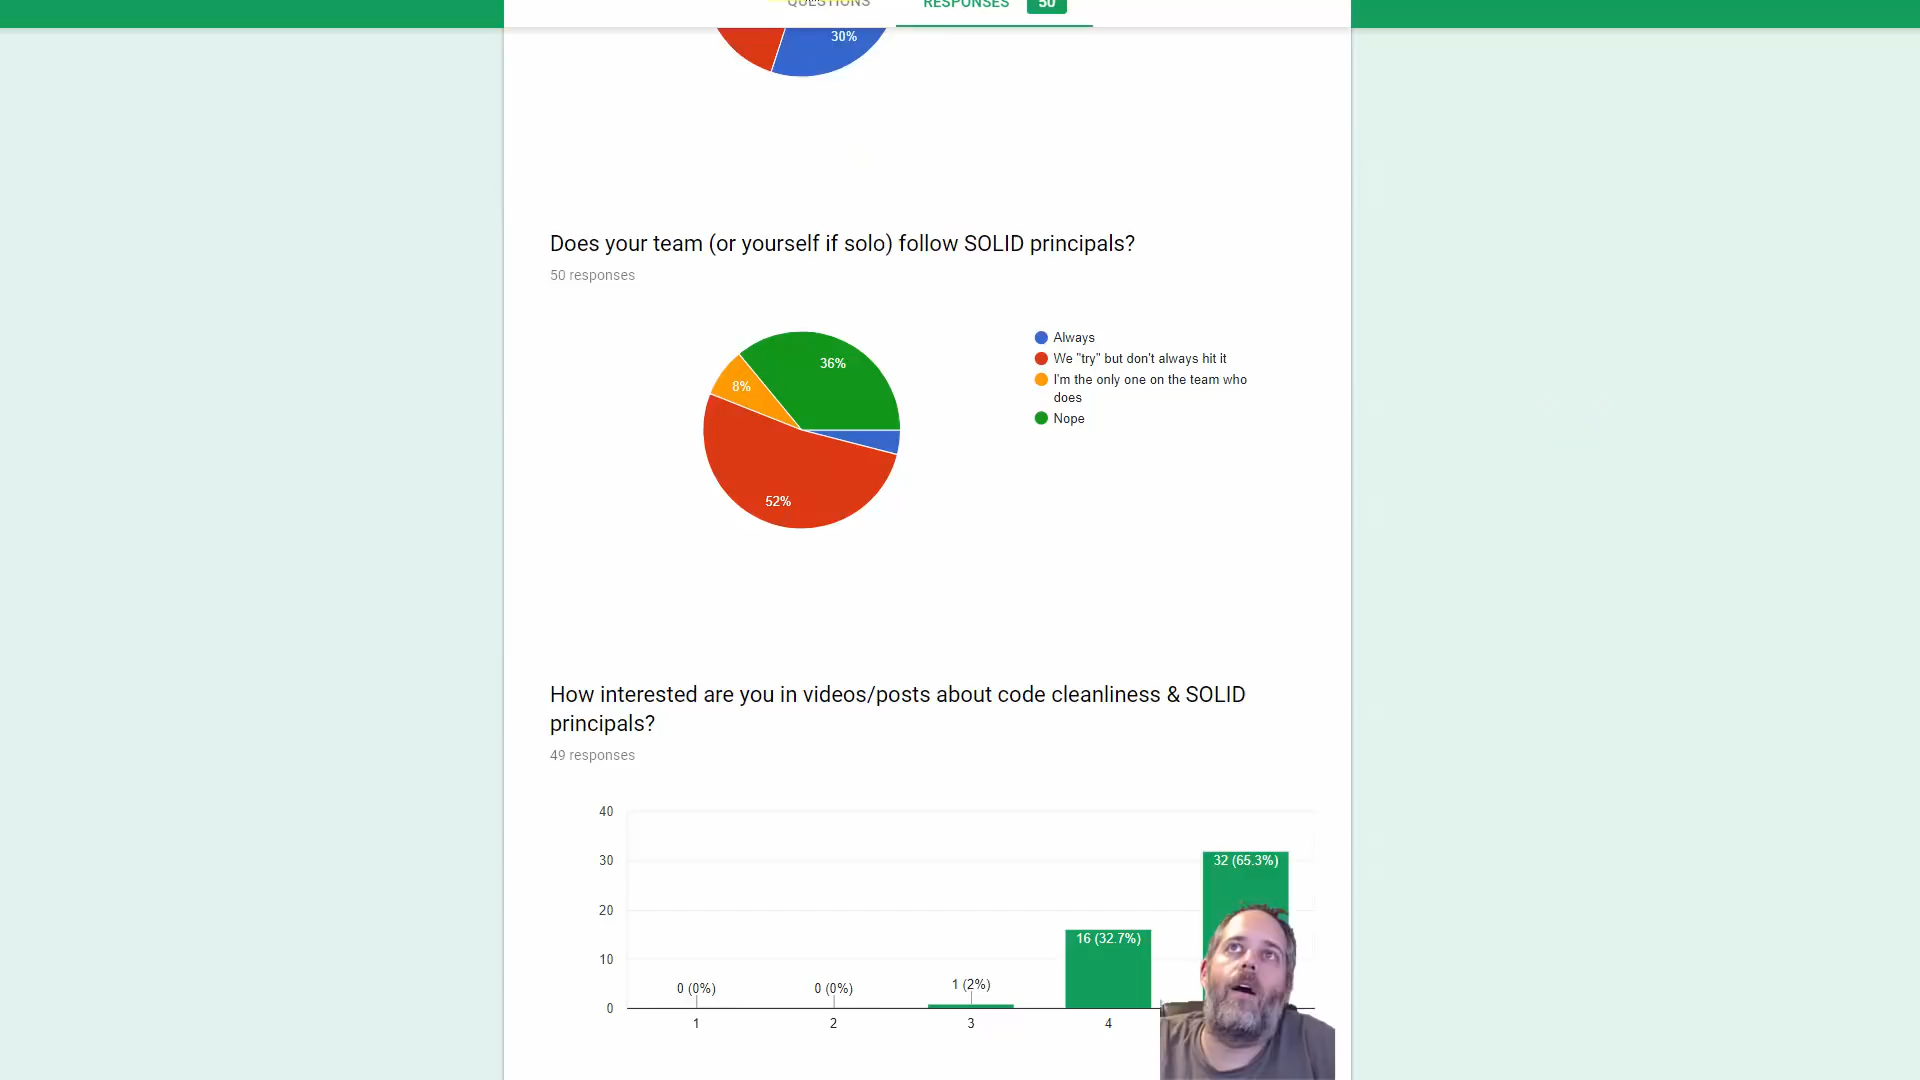 QUESTIONS RESPONSES 50
30%
Does your team (or yourself if solo) follow SOLID principals?
50 responses
36%
8%
52%
Always
We "try" but don't always hit it
I'm the only one on the team who
does
Nope
How interested are you in videos/posts about code cleanliness & SOLID
principals?
49 responses
40
30
20
10
0
0 (0%)
0 (0%)
1 (2%)
16 (32.7%)
32 (65.3%)
1
2
3
4